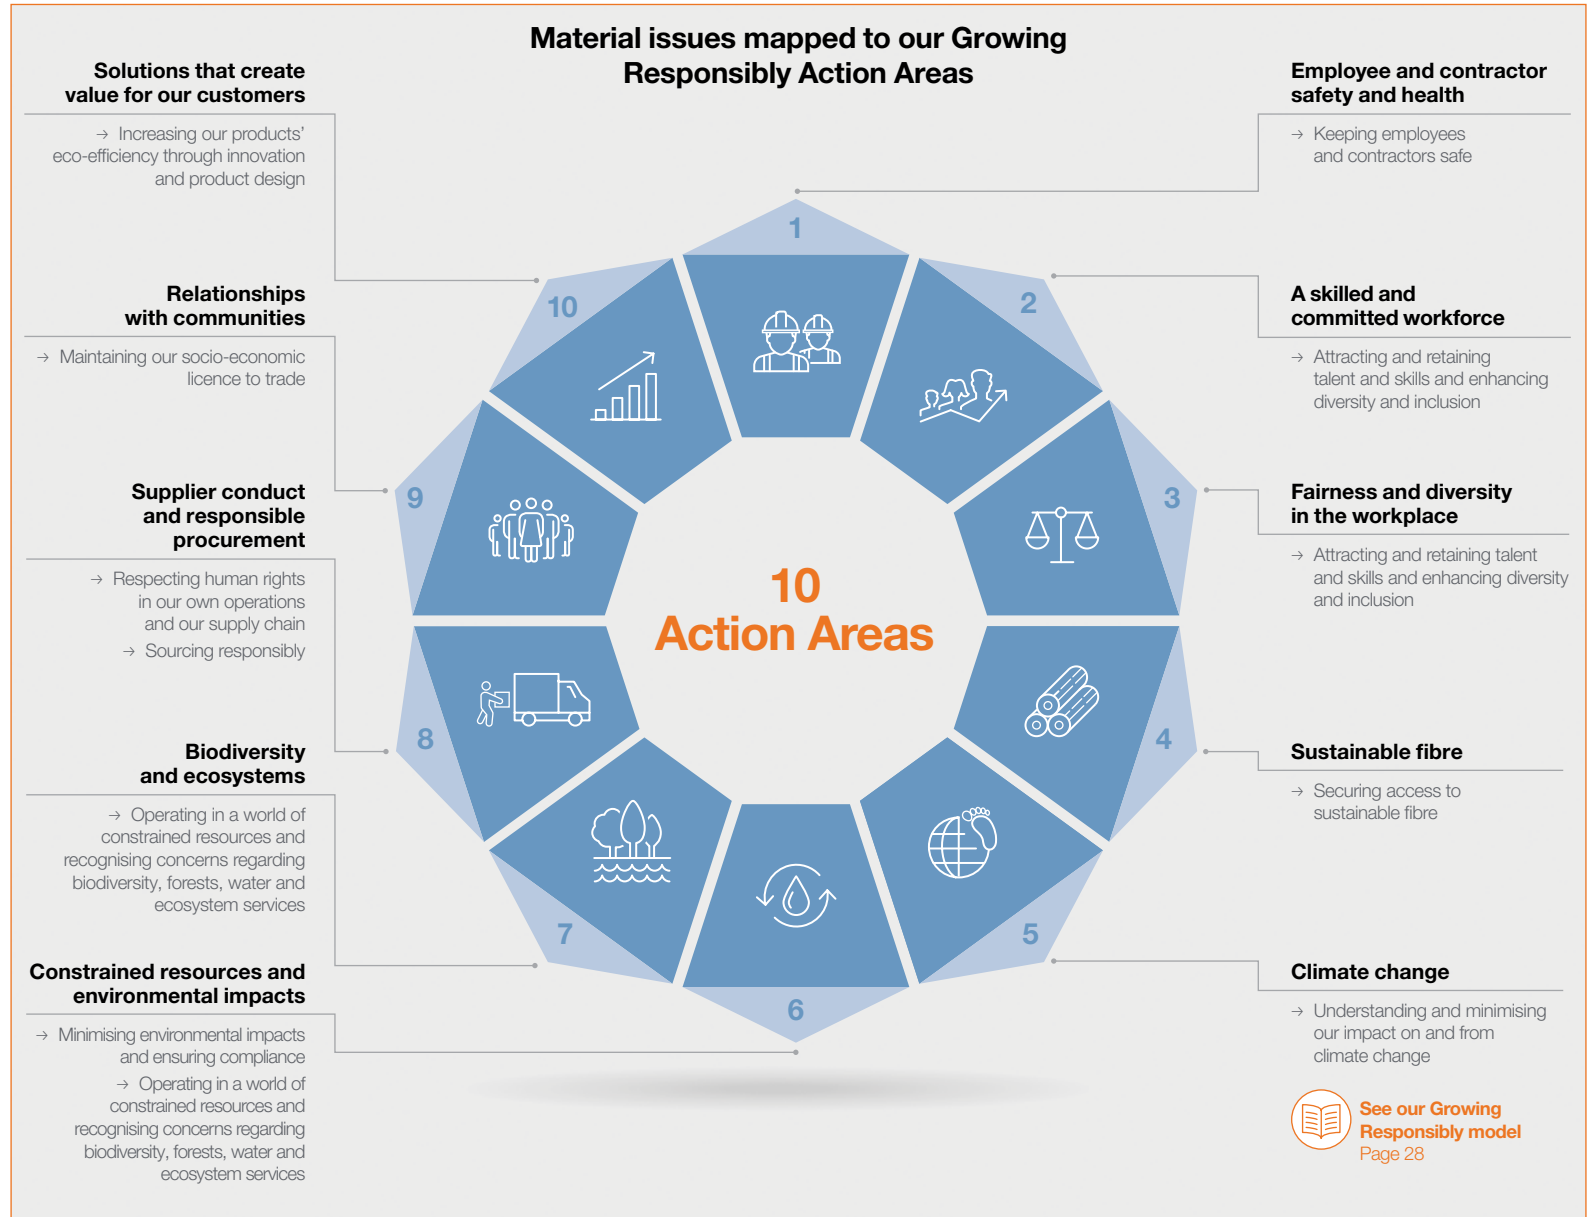 Material issues mapped to our Growing
Responsibly Action Areas
Solutions that create
value for our customers
→ Increasing our products'
eco-efficiency through innovation
and product design
Relationships
with communities
→ Maintaining our socio-economic
licence to trade
Supplier conduct
and responsible
procurement
→ Respecting human rights
in our own operations
and our supply chain
→ Sourcing responsibly
Biodiversity
and ecosystems
→ Operating in a world of
constrained resources and
recognising concerns regarding
biodiversity, forests, water and
ecosystem services
Constrained resources and
environmental impacts
→ Minimising environmental impacts
and ensuring compliance
→ Operating in a world of
constrained resources and
recognising concerns regarding
biodiversity, forests, water and
ecosystem services
1
2
3
4
5
6
7
8
9
10
10
Action Areas
Employee and contractor
safety and health
→ Keeping employees
and contractors safe
A skilled and
committed workforce
→ Attracting and retaining
talent and skills and enhancing
diversity and inclusion
Fairness and diversity
in the workplace
→ Attracting and retaining talent
and skills and enhancing diversity
and inclusion
Sustainable fibre
→ Securing access to
sustainable fibre
Climate change
→ Understanding and minimising
our impact on and from
climate change
See our Growing
Responsibly model
Page 28